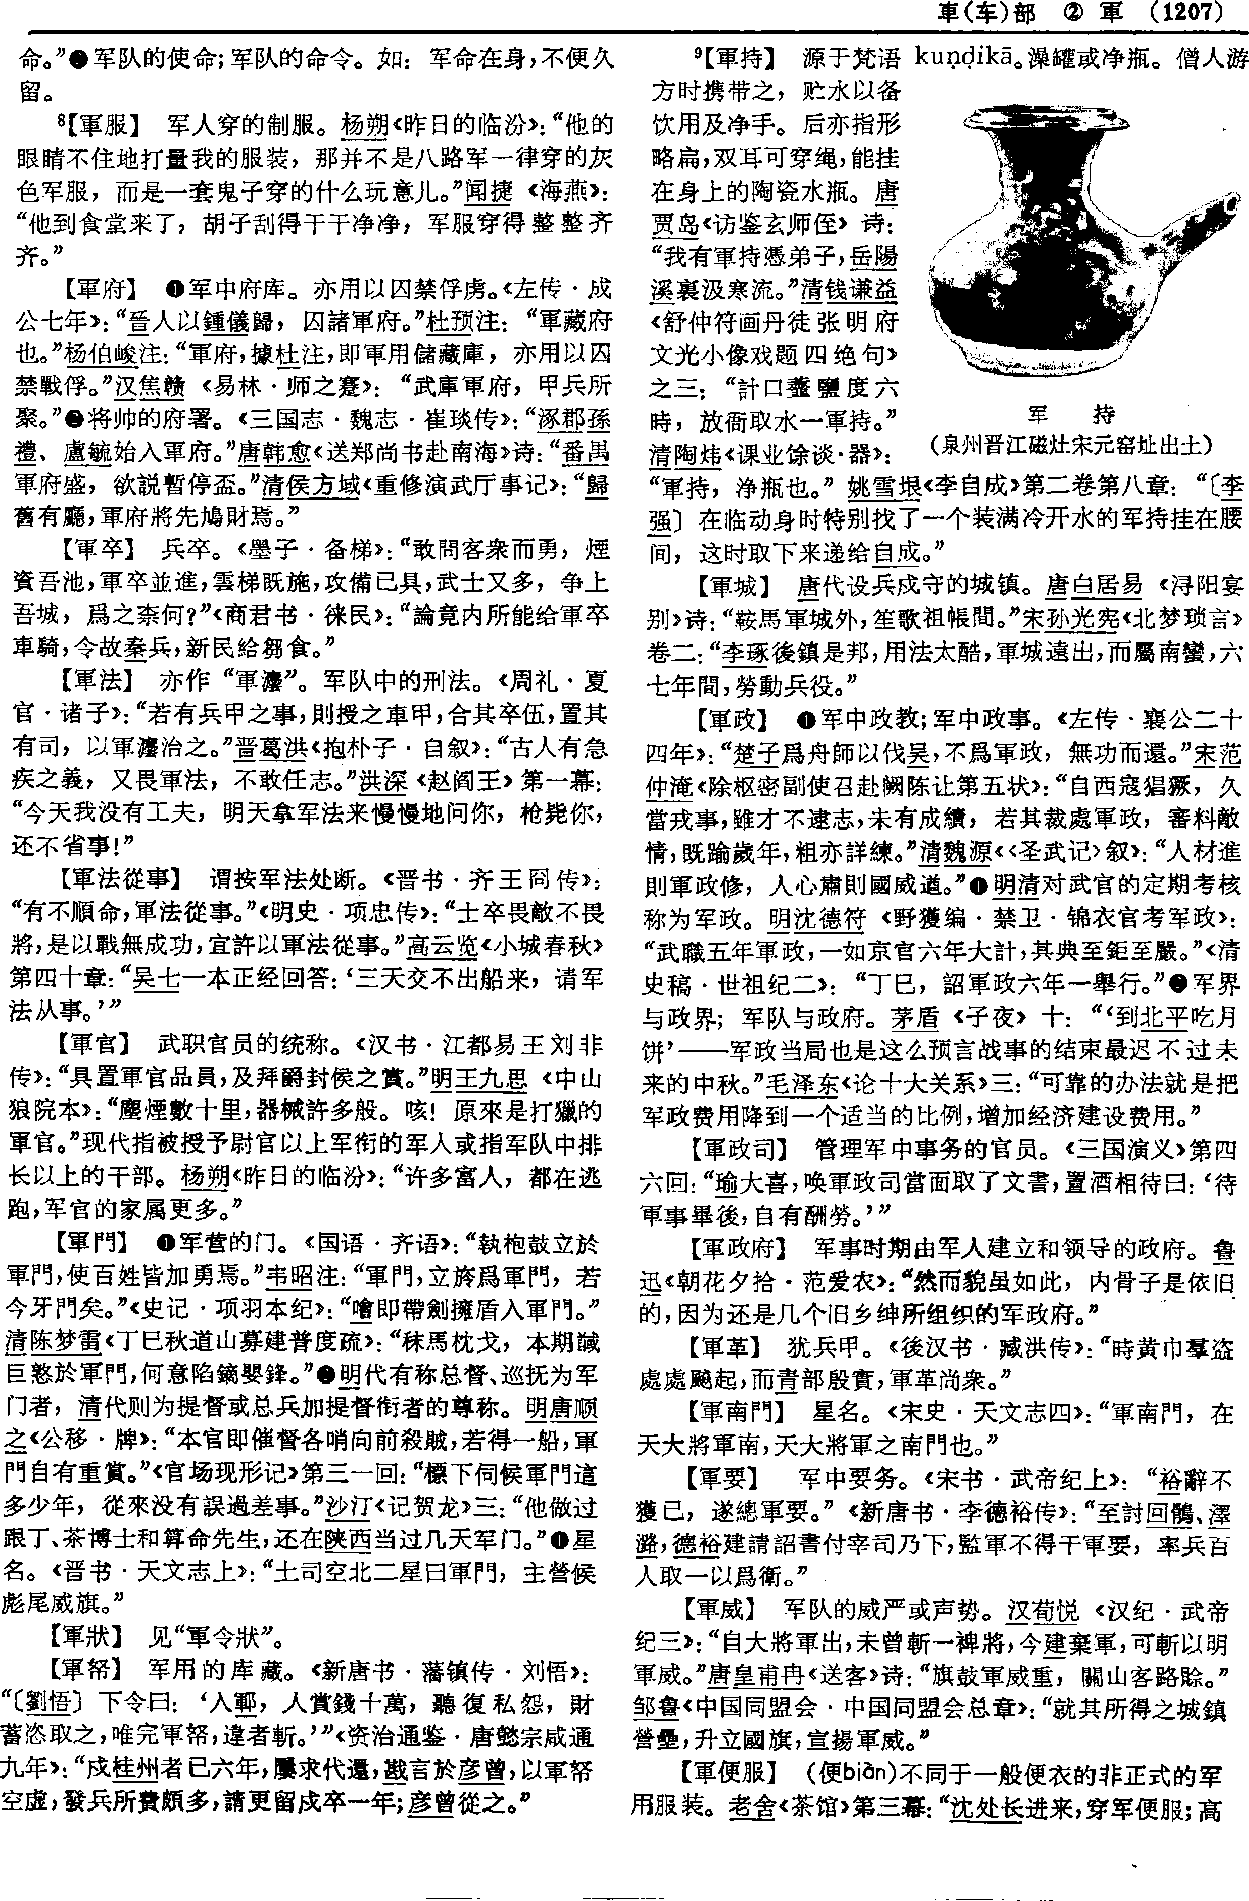 車(车)部 ② 軍 (1207)
命。”❷军队的使命;军队的命令。如:军命在身,不便久
留。
⁸【軍服】 军人穿的制服。杨朔《昨日的临汾》:“他的
眼睛不住地打量我的服装,那并不是八路军一律穿的灰
色军服,而是一套鬼子穿的什么玩意儿。”闻捷《海燕》:
“他到食堂来了,胡子刮得干干净净,军服穿得整整齐
齐。”
【軍府】 ❶军中府库。亦用以囚禁俘虏。《左传·成
公七年》:“晉人以鍾儀歸,囚諸軍府。”杜预注:“軍藏府
也。”杨伯峻注:“軍府,據杜注,即軍用儲藏庫,亦用以囚
禁戰俘。”汉焦赣《易林·师之蹇》:“武庫軍府,甲兵所
聚。”❷将帅的府署。《三国志·魏志·崔琰传》:“涿郡孫
禮、盧毓始入軍府。”唐韩愈《送郑尚书赴南海》诗:“番禺
軍府盛,欲説暫停盃。”清侯方域《重修演武厅事记》:“歸
舊有廳,軍府將先鳩財焉。”
【軍卒】 兵卒。《墨子·备梯》:“敢問客衆而勇,煙
資吾池,軍卒並進,雲梯既施,攻備已具,武士又多,争上
吾城,爲之柰何?”《商君书·徕民》:“論竟内所能给軍卒
車騎,令故秦兵,新民给芻食。”
【軍法】 亦作“軍灋”。军队中的刑法。《周礼·夏
官·诸子》:“若有兵甲之事,則授之車甲,合其卒伍,置其
有司,以軍灋治之。”晋葛洪《抱朴子·自叙》:“古人有急
疾之義,又畏軍法,不敢任志。”洪深《赵阎王》第一幕:
“今天我没有工夫,明天拿军法来慢慢地问你,枪毙你,
还不省事!”
【軍法從事】 谓按军法处断。《晋书·齐王冏传》:
“有不順命,軍法從事。”《明史·项忠传》:“士卒畏敵不畏
將,是以戰無成功,宜許以軍法從事。”高云览《小城春秋》
第四十章:“吴七一本正经回答:‘三天交不出船来,请军
法从事。’”
【軍官】 武职官员的统称。《汉书·江都易王刘非
传》:“具置軍官品員,及拜爵封侯之賞。”明王九思《中山
狼院本》:“塵煙數十里,器械許多般。咳!原來是打獵的
軍官。”现代指被授予尉官以上军衔的军人或指军队中排
长以上的干部。杨朔《昨日的临汾》:“许多富人,都在逃
跑,军官的家属更多。”
【軍門】 ❶军营的门。《国语·齐语》:“執枹鼓立於
軍門,使百姓皆加勇焉。”韦昭注:“軍門,立旍爲軍門,若
今牙門矣。”《史记·项羽本纪》:“噲即帶劍擁盾入軍門。”
清陈梦雷《丁巳秋道山募建普度疏》:“秣馬枕戈,本期馘
巨憝於軍門,何意陷鏑嬰鋒。”❷明代有称总督、巡抚为军
门者,清代则为提督或总兵加提督衔者的尊称。明唐顺
之《公移·牌》:“本官即催督各哨向前殺賊,若得一船,軍
門自有重賞。”《官场现形记》第三一回:“標下伺候軍門這
多少年,從來没有誤過差事。”沙汀《记贺龙》三:“他做过
跟丁、茶博士和算命先生,还在陕西当过几天军门。”❸星
名。《晋书·天文志上》:“土司空北二星曰軍門,主營候
彪尾威旗。”
【軍狀】 见“軍令狀”。
【軍帑】 军用的库藏。《新唐书·藩镇传·刘悟》:
“〔劉悟〕下令曰:‘入鄆,人賞錢十萬,聽復私怨,財
蓄恣取之,唯完軍帑,違者斬。’”《资治通鉴·唐懿宗咸通
九年》:“戍桂州者已六年,屢求代還,戡言於彦曾,以軍帑
空虚,發兵所費頗多,請更留戍卒一年;彦曾從之。”
⁹【軍持】 源于梵语 kuṇḍikā。澡罐或净瓶。僧人游
方时携带之,贮水以备
饮用及净手。后亦指形
略扁,双耳可穿绳,能挂
在身上的陶瓷水瓶。唐
贾岛《访鉴玄师侄》诗:
“我有軍持憑弟子,岳陽
溪裏汲寒流。”清钱谦益
《舒仲符画丹徒张明府
文光小像戏题四绝句》
之三:“計口虀鹽度六
時,放衙取水一軍持。”
清陶炜《课业馀谈·器》:
“軍持,净瓶也。”姚雪垠《李自成》第二卷第八章:“〔李
强〕在临动身时特别找了一个装满冷开水的军持挂在腰
间,这时取下来递给自成。”
军 持
(泉州晋江磁灶宋元窑址出土)
【軍城】 唐代设兵戍守的城镇。唐白居易《浔阳宴
别》诗:“鞍馬軍城外,笙歌祖帳間。”宋孙光宪《北梦琐言》
卷二:“李琢後鎮是邦,用法太酷,軍城遠出,而屬南蠻,六
七年間,勞動兵役。”
【軍政】 ❶军中政教;军中政事。《左传·襄公二十
四年》:“楚子爲舟師以伐吴,不爲軍政,無功而還。”宋范
仲淹《除枢密副使召赴阙陈让第五状》:“自西寇猖獗,久
當戎事,雖才不逮志,未有成績,若其裁處軍政,審料敵
情,既踰歲年,粗亦詳練。”清魏源《〈圣武记〉叙》:“人材進
則軍政修,人心肅則國威遒。”❷明清对武官的定期考核
称为军政。明沈德符《野獲编·禁卫·锦衣官考军政》:
“武職五年軍政,一如京官六年大計,其典至鉅至嚴。”《清
史稿·世祖纪二》:“丁巳,詔軍政六年一舉行。”❸军界
与政界;军队与政府。茅盾《子夜》十:“‘到北平吃月
饼’——军政当局也是这么预言战事的结束最迟不过未
来的中秋。”毛泽东《论十大关系》三:“可靠的办法就是把
军政费用降到一个适当的比例,增加经济建设费用。”
【軍政司】 管理军中事务的官员。《三国演义》第四
六回:“瑜大喜,唤軍政司當面取了文書,置酒相待曰:‘待
軍事畢後,自有酬勞。’”
【軍政府】 军事时期由军人建立和领导的政府。鲁
迅《朝花夕拾·范爱农》:“然而貌虽如此,内骨子是依旧
的,因为还是几个旧乡绅所组织的军政府。”
【軍革】 犹兵甲。《後汉书·臧洪传》:“時黄巾羣盗
處處飈起,而青部殷實,軍革尚衆。”
【軍南門】 星名。《宋史·天文志四》:“軍南門,在
天大將軍南,天大將軍之南門也。”
【軍要】 军中要务。《宋书·武帝纪上》:“裕辭不
獲已,遂總軍要。”《新唐书·李德裕传》:“至討回鶻、澤
潞,德裕建請詔書付宰司乃下,監軍不得干軍要,率兵百
人取一以爲衛。”
【軍威】 军队的威严或声势。汉荀悦《汉纪·武帝
纪三》:“自大將軍出,未曾斬一裨將,今建棄軍,可斬以明
軍威。”唐皇甫冉《送客》诗:“旗鼓軍威重,關山客路賒。”
邹鲁《中国同盟会·中国同盟会总章》:“就其所得之城鎮
營壘,升立國旗,宣揚軍威。”
【軍便服】 (便biàn)不同于一般便衣的非正式的军
用服装。老舍《茶馆》第三幕:“沈处长进来,穿军便服;高